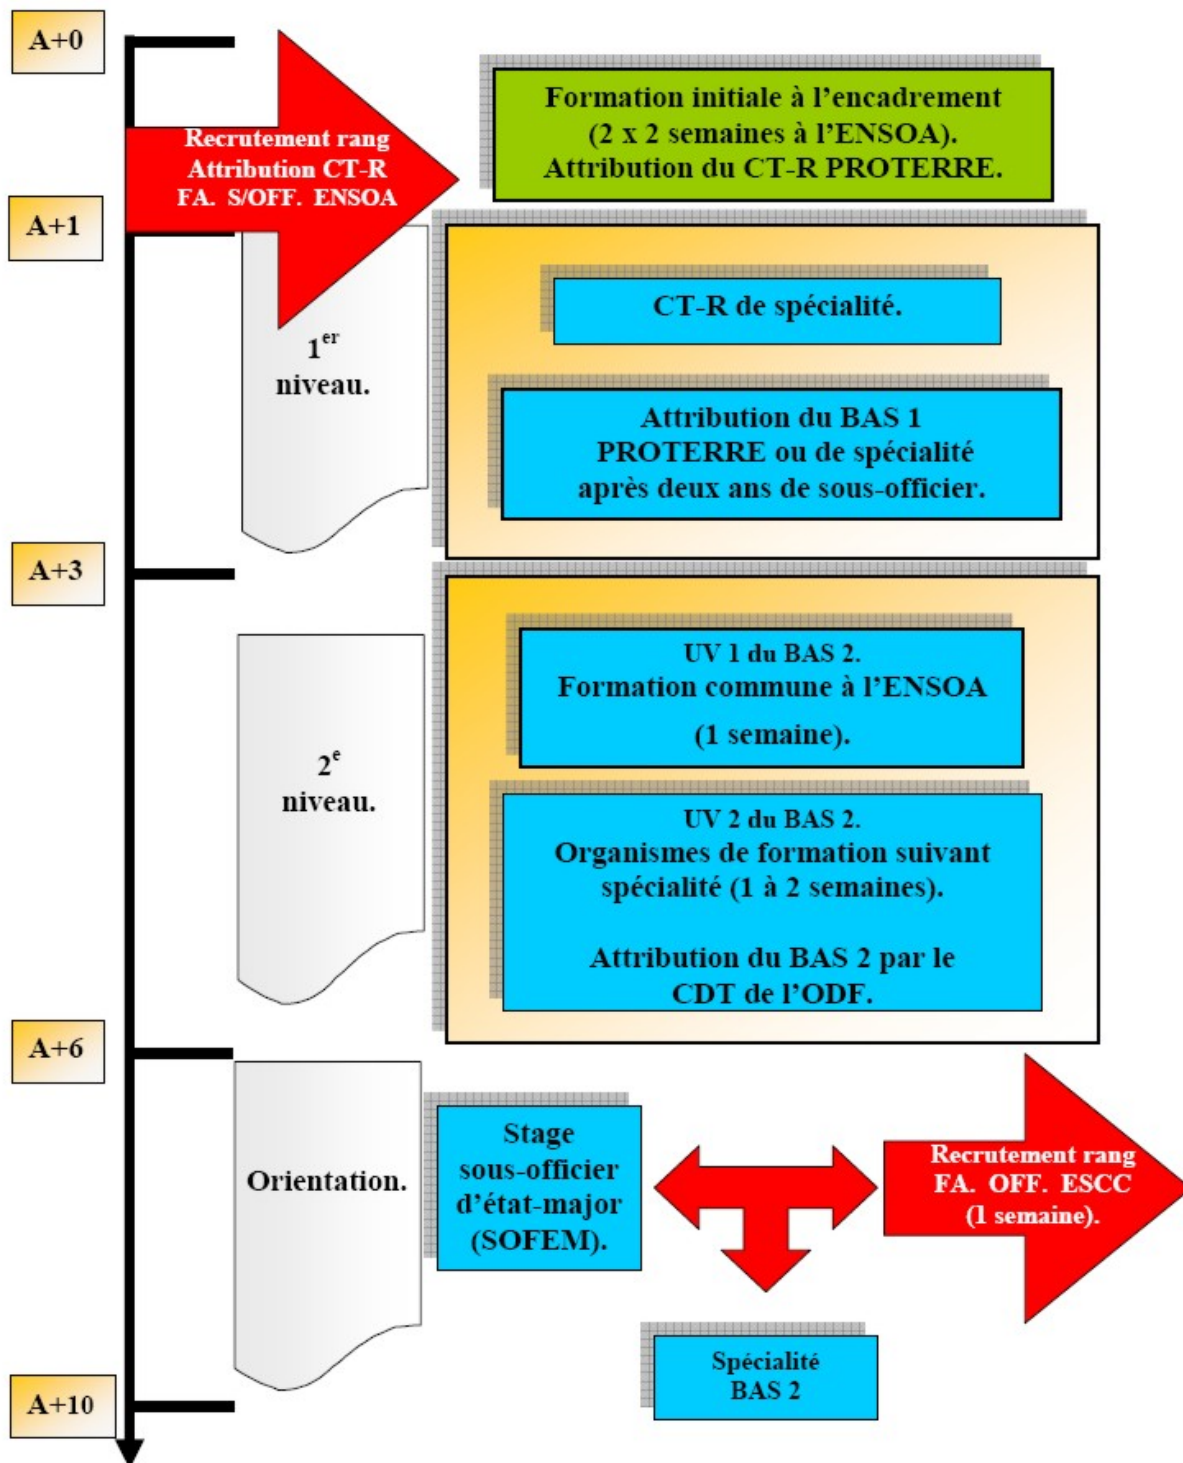 A+0
Recrutement rang
Attribution CT-R
FA. S/OFF. ENSOA
Formation initiale à l'encadrement
(2 x 2 semaines à l'ENSOA).
Attribution du CT-R PROTERRE.
A+1
1er
niveau.
CT-R de spécialité.
Attribution du BAS 1
PROTERRE ou de spécialité
après deux ans de sous-officier.
A+3
2e
niveau.
UV 1 du BAS 2.
Formation commune à l'ENSOA
(1 semaine).
UV 2 du BAS 2.
Organismes de formation suivant
spécialité (1 à 2 semaines).
Attribution du BAS 2 par le
CDT de l'ODF.
A+6
Orientation.
Stage
sous-officier
d'état-major
(SOFEM).
Recrutement rang
FA. OFF. ESCC
(1 semaine).
Spécialité
BAS 2
A+10